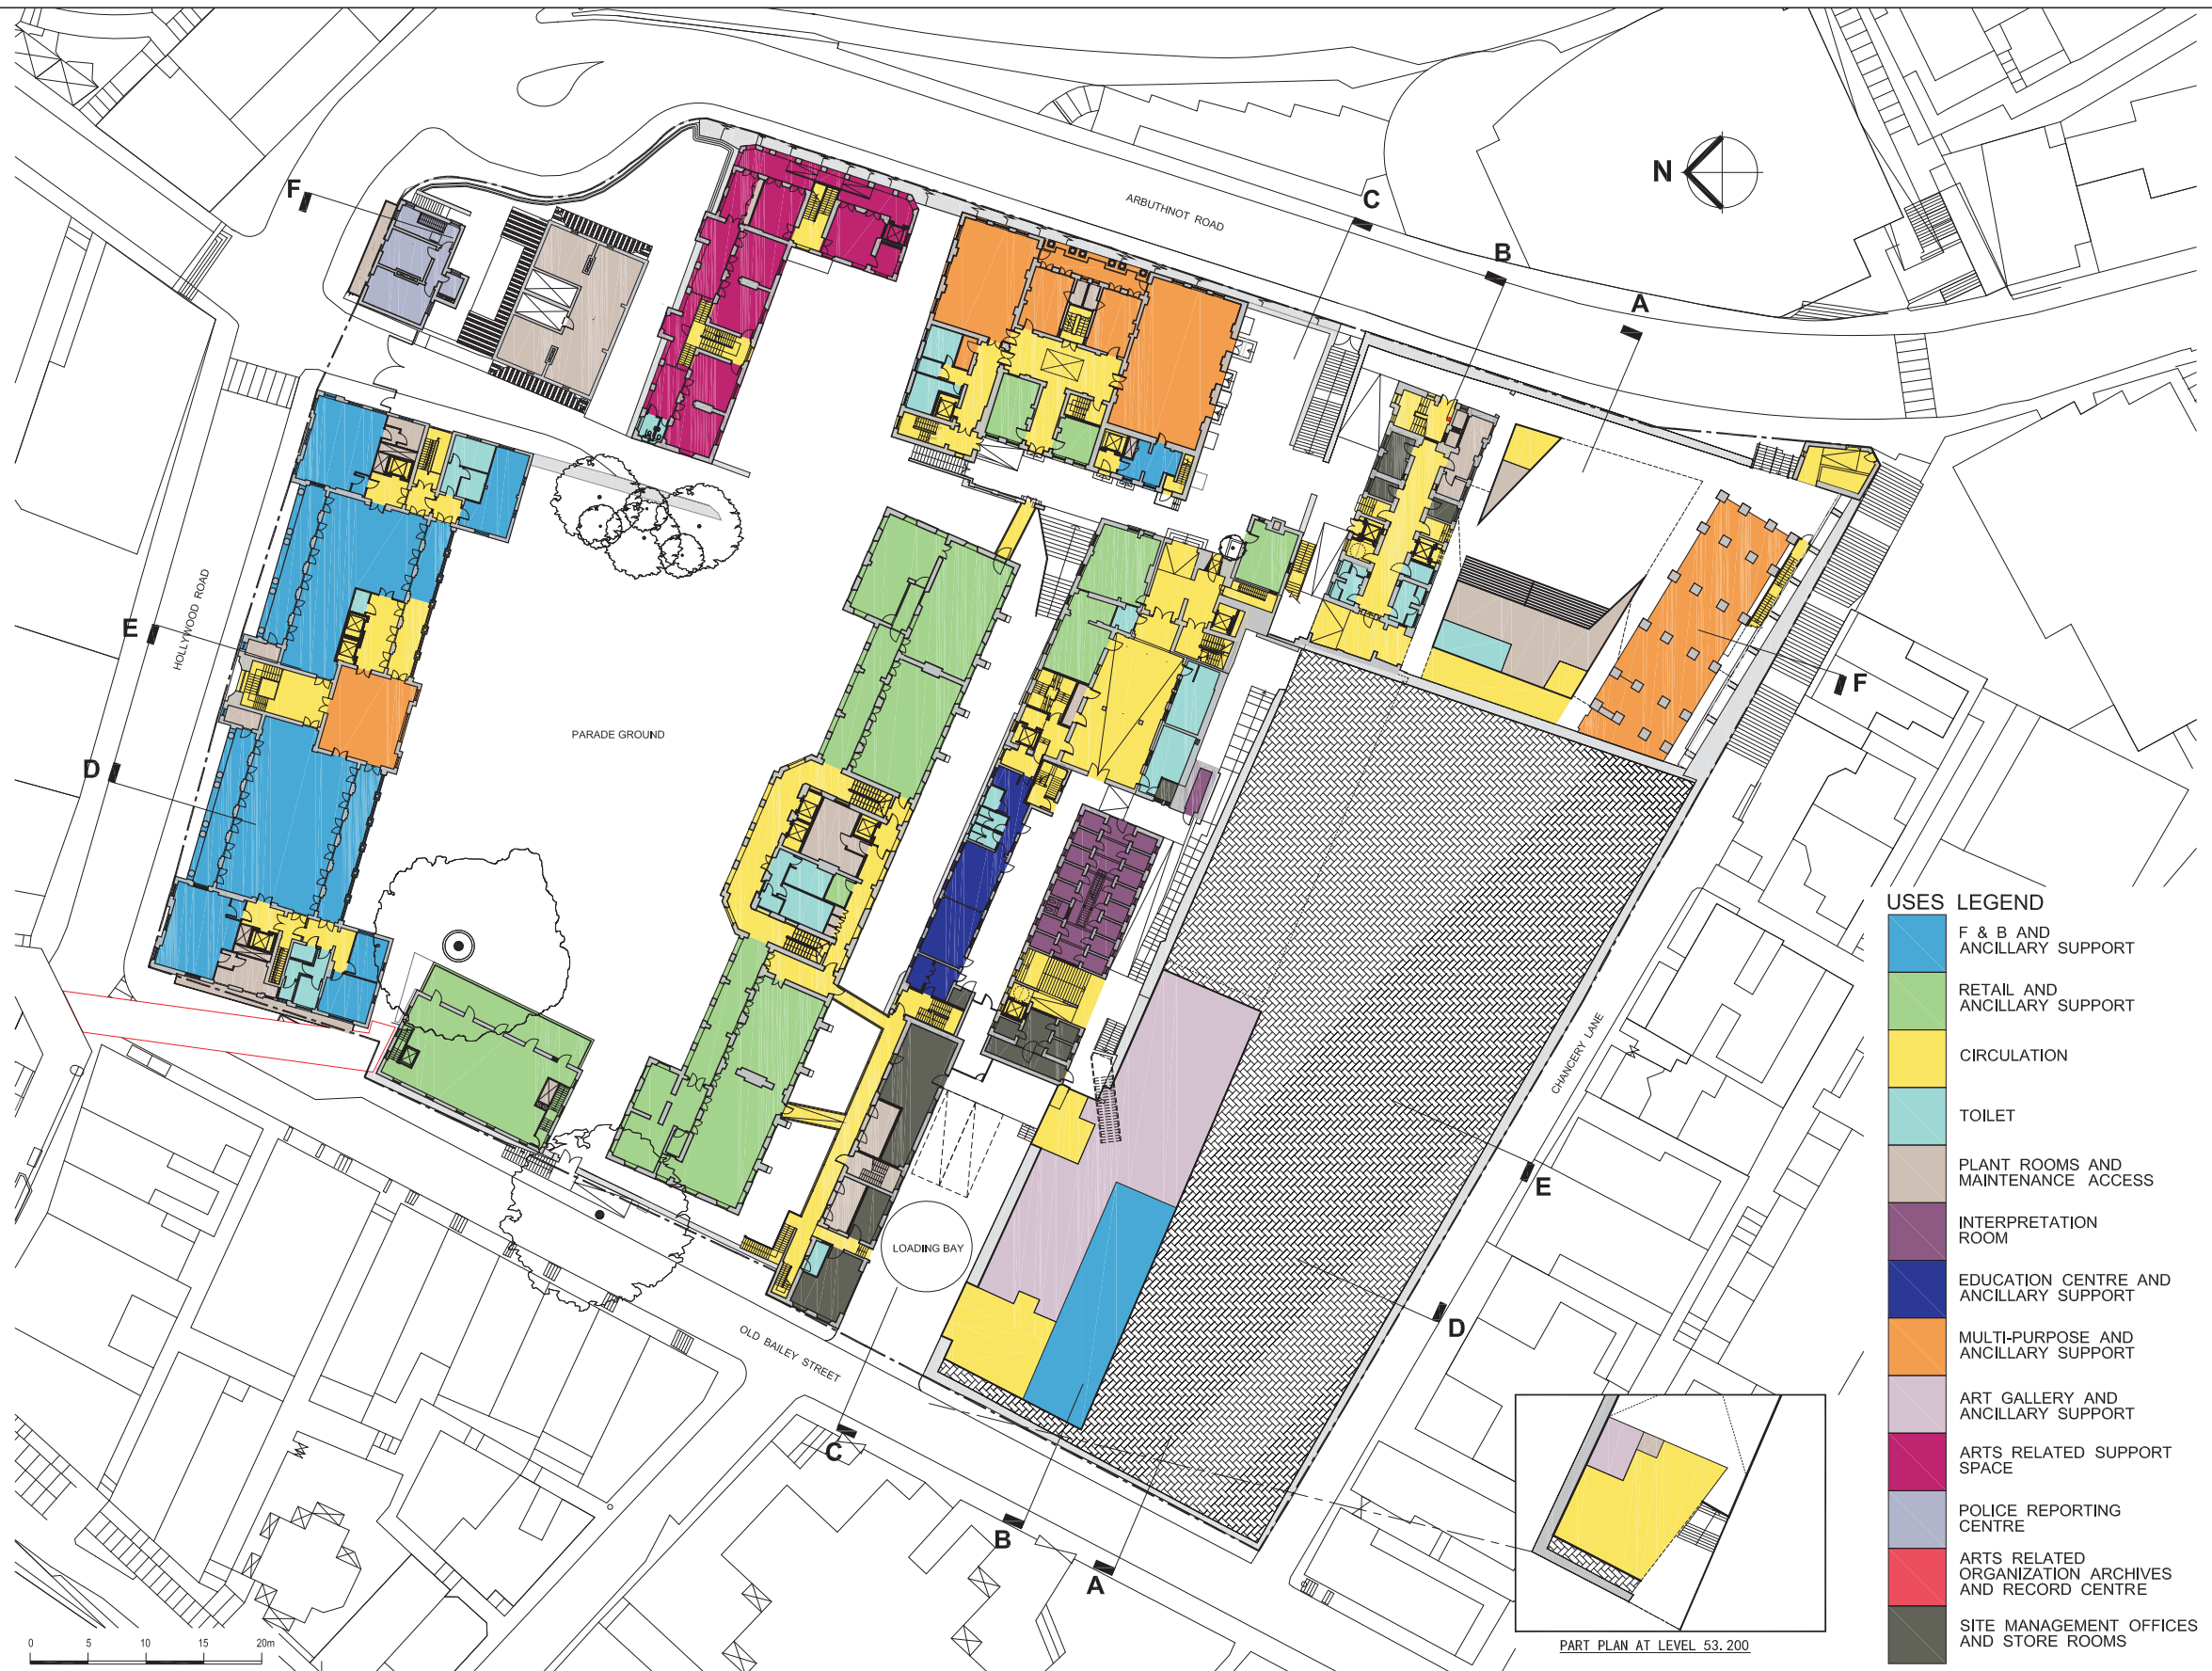 F
ARBUTHNOT ROAD
C
B
A
N
HOLLYWOOD ROAD
E
D
PARADE GROUND
F
LOADING BAY
OLD BAILEY STREET
CHANCERY LANE
E
D
C
B
A
USES LEGEND
F & B AND
ANCILLARY SUPPORT
RETAIL AND
ANCILLARY SUPPORT
CIRCULATION
TOILET
PLANT ROOMS AND
MAINTENANCE ACCESS
INTERPRETATION
ROOM
EDUCATION CENTRE AND
ANCILLARY SUPPORT
MULTI-PURPOSE AND
ANCILLARY SUPPORT
ART GALLERY AND
ANCILLARY SUPPORT
ARTS RELATED SUPPORT
SPACE
POLICE REPORTING
CENTRE
ARTS RELATED
ORGANIZATION ARCHIVES
AND RECORD CENTRE
SITE MANAGEMENT OFFICES
AND STORE ROOMS
PART PLAN AT LEVEL 53.200
0 5 10 15 20m